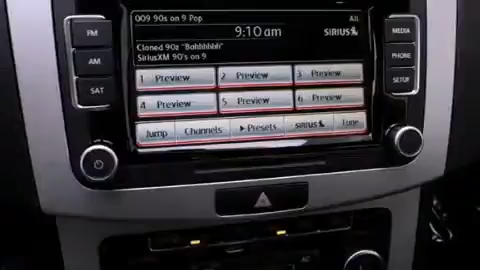 009 90s on 9 Pop All
FM MEDIA
9:10 am SIRIUS
AM PHONE
Cloned 90z "Bahhhhhh"
SiriusXM 90's on 9
SAT SETUP
1 Preview 2 Preview 3 Preview
4 Preview 5 Preview 6 Preview
Jump Channels Presets SIRIUS Tune